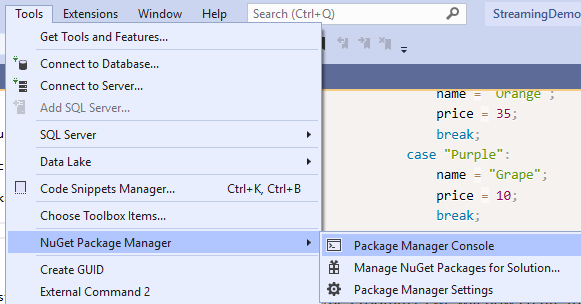 Tools Extensions Window Help Search (Ctrl+Q) StreamingDemo
Get Tools and Features...
Connect to Database...
Connect to Server...
Add SQL Server...
SQL Server
Data Lake
Code Snippets Manager... Ctrl+K, Ctrl+B
Choose Toolbox Items...
NuGet Package Manager
Create GUID
External Command 2
Package Manager Console
Manage NuGet Packages for Solution...
Package Manager Settings
name = "Orange";
price = 35;
break;
case "Purple":
name = "Grape";
price = 10;
break;